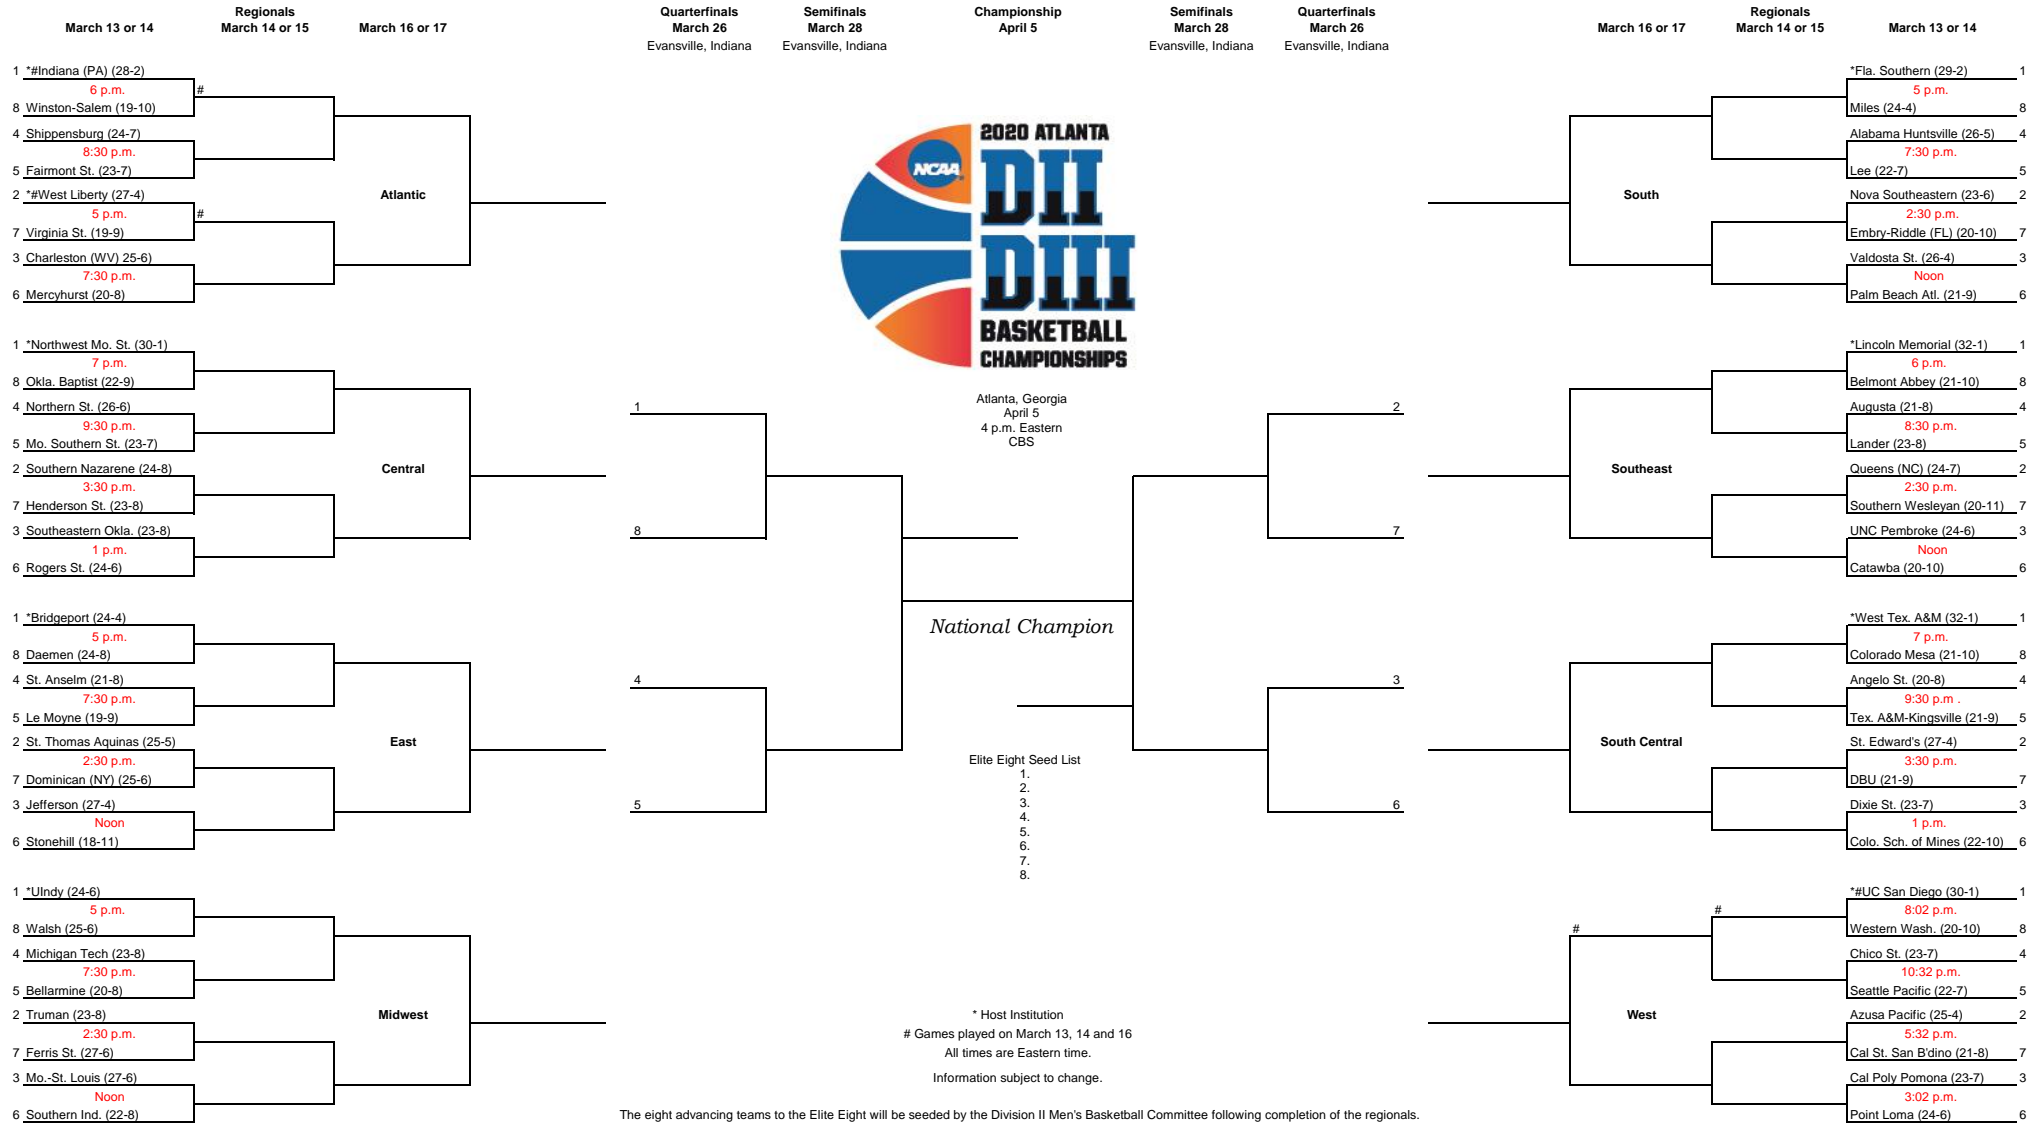 Regionals
March 13 or 14
March 14 or 15
March 16 or 17
Quarterfinals
March 26
Evansville, Indiana
Semifinals
March 28
Evansville, Indiana
Championship
April 5
Semifinals
March 28
Evansville, Indiana
Quarterfinals
March 26
Evansville, Indiana
March 16 or 17
Regionals
March 14 or 15
March 13 or 14
1 *#Indiana (PA) (28-2)
6 p.m.
#
8 Winston-Salem (19-10)
4 Shippensburg (24-7)
8:30 p.m.
5 Fairmont St. (23-7)
2 *#West Liberty (27-4)
5 p.m.
#
7 Virginia St. (19-9)
3 Charleston (WV) 25-6)
7:30 p.m.
6 Mercyhurst (20-8)
Atlantic
1 *Northwest Mo. St. (30-1)
7 p.m.
8 Okla. Baptist (22-9)
4 Northern St. (26-6)
9:30 p.m.
5 Mo. Southern St. (23-7)
2 Southern Nazarene (24-8)
3:30 p.m.
7 Henderson St. (23-8)
3 Southeastern Okla. (23-8)
1 p.m.
6 Rogers St. (24-6)
Central
1 *Bridgeport (24-4)
5 p.m.
8 Daemen (24-8)
4 St. Anselm (21-8)
7:30 p.m.
5 Le Moyne (19-9)
2 St. Thomas Aquinas (25-5)
2:30 p.m.
7 Dominican (NY) (25-6)
3 Jefferson (27-4)
Noon
6 Stonehill (18-11)
East
1 *UIndy (24-6)
5 p.m.
8 Walsh (25-6)
4 Michigan Tech (23-8)
7:30 p.m.
5 Bellarmine (20-8)
2 Truman (23-8)
2:30 p.m.
7 Ferris St. (27-6)
3 Mo.-St. Louis (27-6)
Noon
6 Southern Ind. (22-8)
Midwest
1
8
4
5
2020 ATLANTA
NCAA
DII
DIII
BASKETBALL
CHAMPIONSHIPS
Atlanta, Georgia
April 5
4 p.m. Eastern
CBS
National Champion
Elite Eight Seed List
1.
2.
3.
4.
5.
6.
7.
8.
* Host Institution
# Games played on March 13, 14 and 16
All times are Eastern time.
Information subject to change.
2
7
3
6
*Fla. Southern (29-2) 1
5 p.m.
Miles (24-4) 8
Alabama Huntsville (26-5) 4
7:30 p.m.
Lee (22-7) 5
Nova Southeastern (23-6) 2
2:30 p.m.
Embry-Riddle (FL) (20-10) 7
Valdosta St. (26-4) 3
Noon
Palm Beach Atl. (21-9) 6
South
*Lincoln Memorial (32-1) 1
6 p.m.
Belmont Abbey (21-10) 8
Augusta (21-8) 4
8:30 p.m.
Lander (23-8) 5
Queens (NC) (24-7) 2
2:30 p.m.
Southern Wesleyan (20-11) 7
UNC Pembroke (24-6) 3
Noon
Catawba (20-10) 6
Southeast
*West Tex. A&M (32-1) 1
7 p.m.
Colorado Mesa (21-10) 8
Angelo St. (20-8) 4
9:30 p.m .
Tex. A&M-Kingsville (21-9) 5
St. Edward's (27-4) 2
3:30 p.m.
DBU (21-9) 7
Dixie St. (23-7) 3
1 p.m.
Colo. Sch. of Mines (22-10) 6
South Central
*#UC San Diego (30-1) 1
# 8:02 p.m.
#
Western Wash. (20-10) 8
Chico St. (23-7) 4
10:32 p.m.
Seattle Pacific (22-7) 5
Azusa Pacific (25-4) 2
5:32 p.m.
Cal St. San B'dino (21-8) 7
Cal Poly Pomona (23-7) 3
3:02 p.m.
Point Loma (24-6) 6
West
The eight advancing teams to the Elite Eight will be seeded by the Division II Men's Basketball Committee following completion of the regionals.